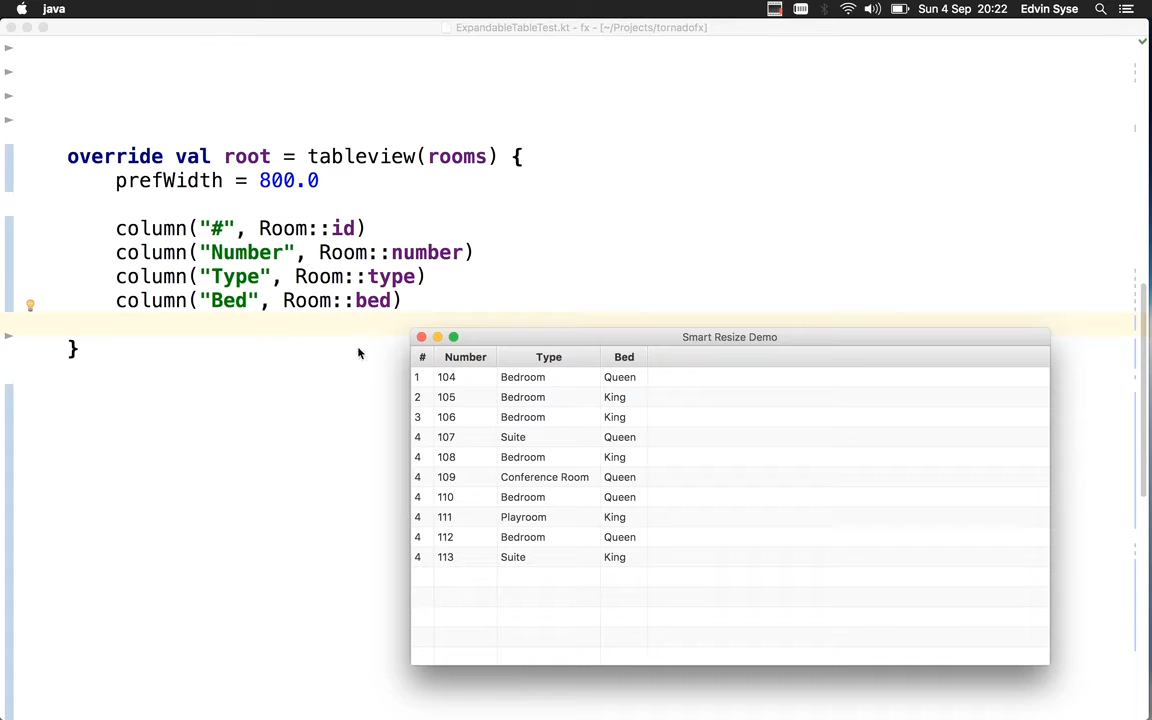 java Sun 4 Sep 20:22 Edvin Syse
ExpandableTableTest.kt - fx - [~/Projects/tornadofx]
override val root = tableview(rooms) {
prefWidth = 800.0
column("#", Room::id)
column("Number", Room::number)
column("Type", Room::type)
column("Bed", Room::bed)
}
Smart Resize Demo
# Number Type Bed
1 104 Bedroom Queen
2 105 Bedroom King
3 106 Bedroom King
4 107 Suite Queen
4 108 Bedroom King
4 109 Conference Room Queen
4 110 Bedroom Queen
4 111 Playroom King
4 112 Bedroom Queen
4 113 Suite King